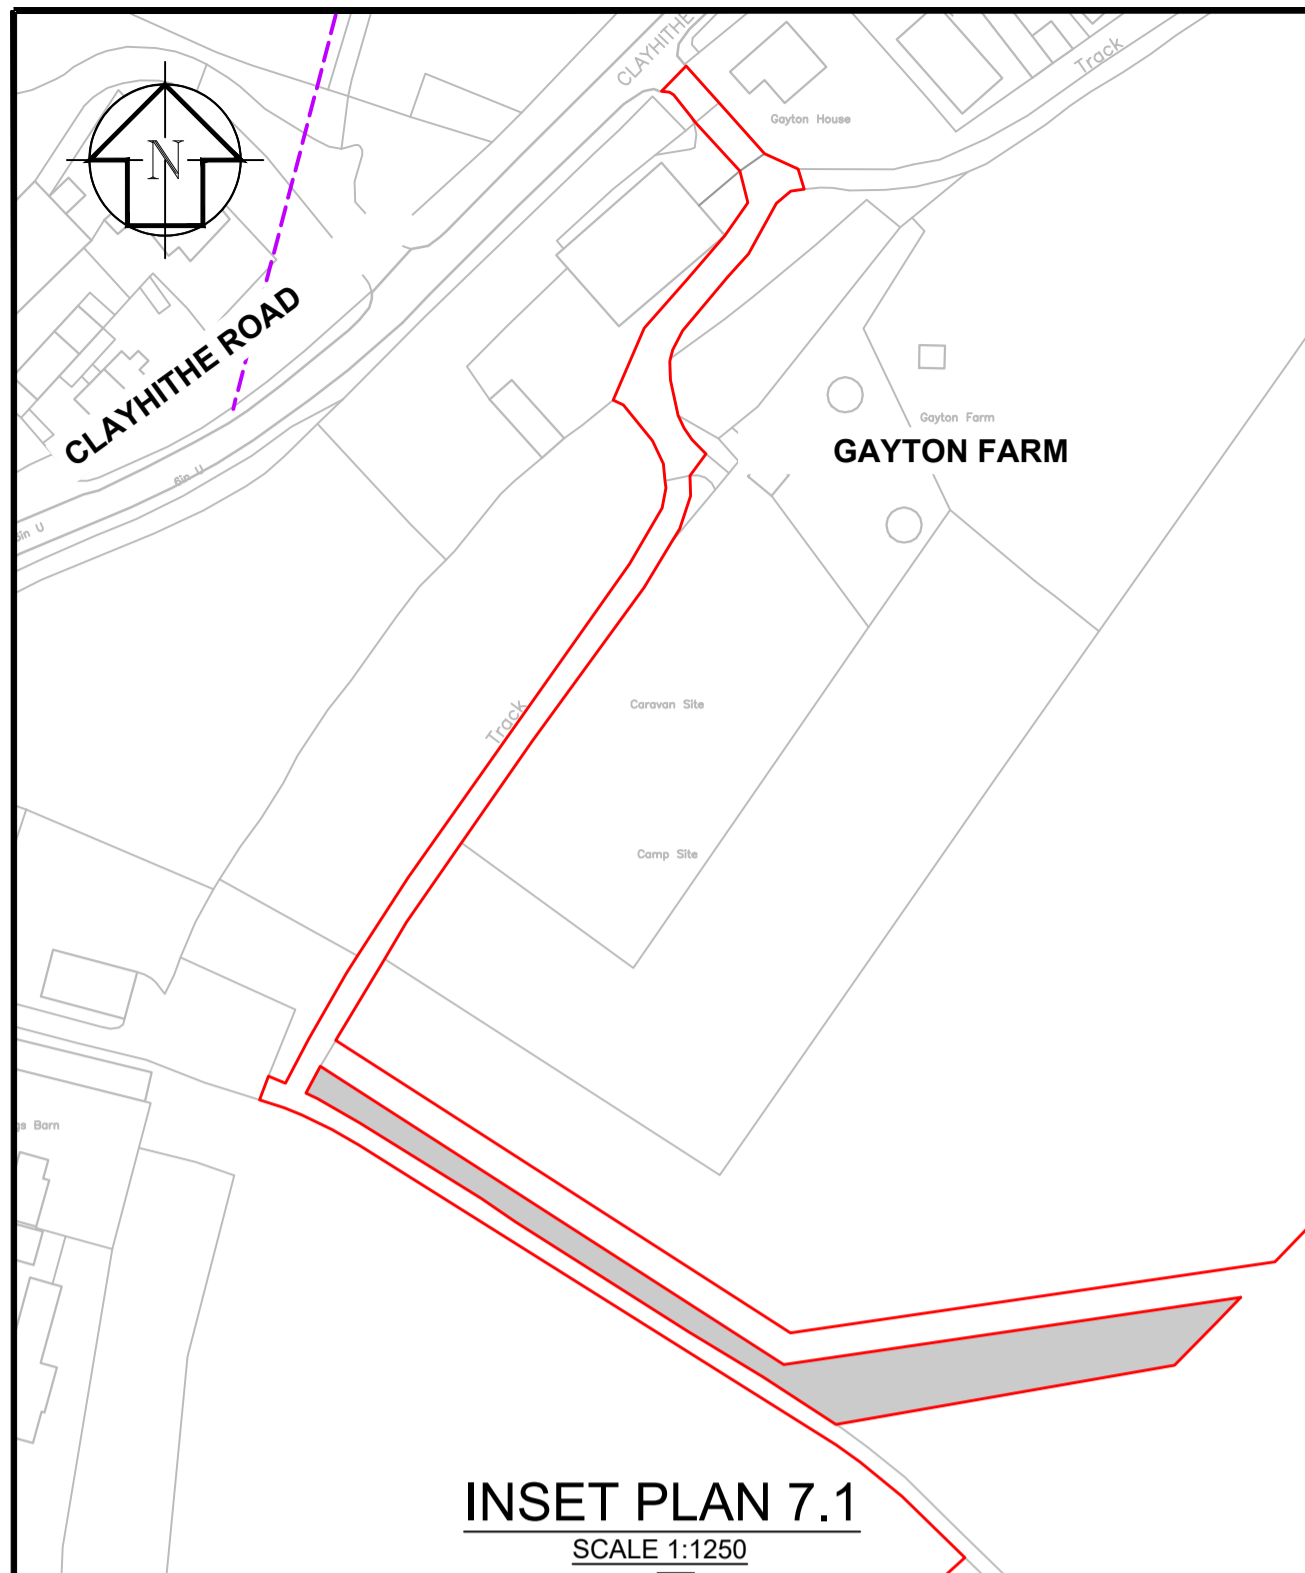 CLAYHITHE
Track
Gayton House
N
CLAYHITHE ROAD
Gayton Farm
GAYTON FARM
Track
Caravan Site
Camp Site
gs Barn
INSET PLAN 7.1
SCALE 1:1250